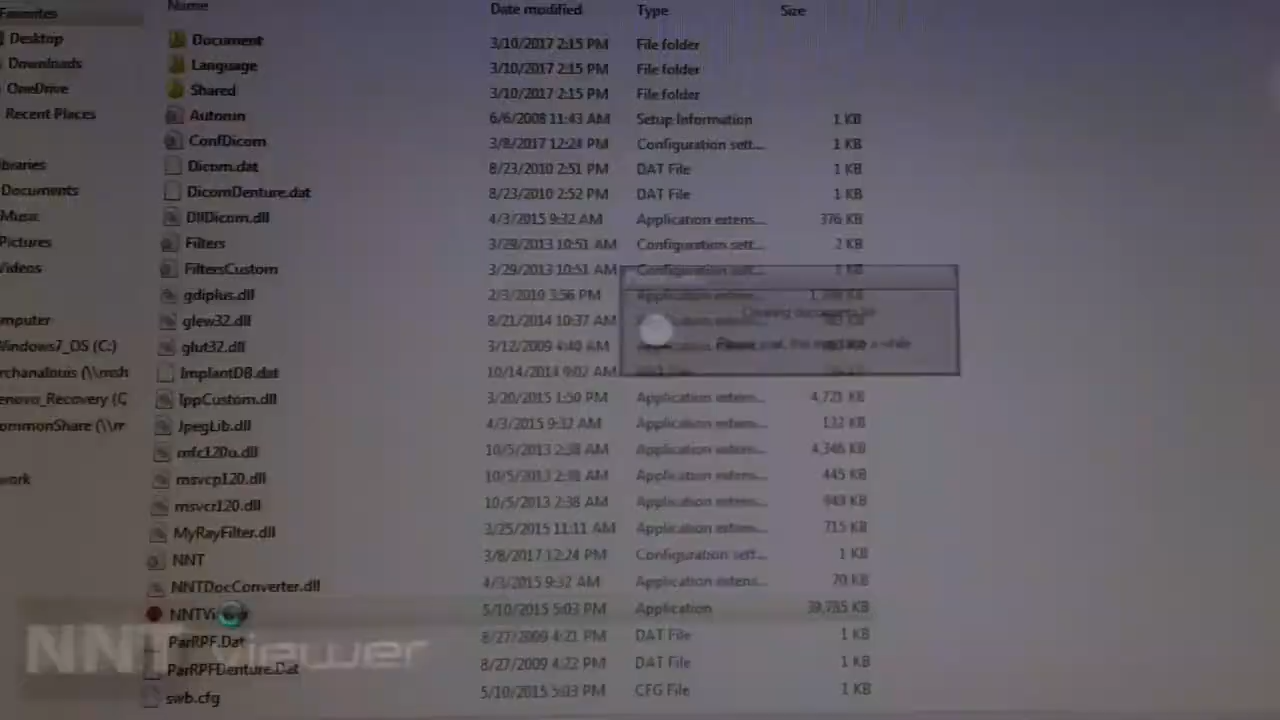 Favorites
Name Date modified Type Size
Desktop
Downloads
OneDrive
Recent Places
Documents
Music
Pictures
Videos
Windows7_OS (C:)
Document 3/10/2017 2:15 PM File folder
Language 3/10/2017 2:15 PM File folder
Shared 3/10/2017 2:15 PM File folder
Autorun 6/6/2008 11:43 AM Setup Information 1 KB
ConfDicom 3/8/2017 12:24 PM Configuration sett... 1 KB
Dicom.dat 8/23/2010 2:51 PM DAT File 1 KB
DicomDenture.dat 8/23/2010 2:52 PM DAT File 1 KB
DllDicom.dll 4/3/2015 9:32 AM Application extens... 376 KB
Filters 3/29/2013 10:51 AM Configuration sett... 2 KB
FiltersCustom 3/29/2013 10:51 AM Configuration sett... 1 KB
gdiplus.dll 2/3/2010 3:56 PM Application extens...
glew32.dll 8/21/2014 10:37 AM
glut32.dll 3/12/2009 4:40 AM
ImplantDB.dat 10/14/2014 9:02 AM
Please wait, this may take a while
IppCustom.dll 3/20/2015 1:50 PM Application extens... 4,721 KB
JpegLib.dll 4/3/2015 9:32 AM Application extens... 132 KB
mfc120u.dll 10/5/2013 2:38 AM Application extens... 4,346 KB
msvcp120.dll 10/5/2013 2:38 AM Application extens... 445 KB
msvcr120.dll 10/5/2013 2:38 AM Application extens... 949 KB
MyRayFilter.dll 3/25/2015 11:11 AM Application extens... 715 KB
NNT 3/8/2017 12:24 PM Configuration sett... 1 KB
NNTDocConverter.dll 4/3/2015 9:32 AM Application extens... 70 KB
5/10/2015 5:03 PM Application 39,785 KB
ParRPF.Dat 8/27/2009 4:21 PM DAT File 1 KB
ParRPFDenture.Dat 8/27/2009 4:22 PM DAT File 1 KB
swb.cfg 5/10/2015 5:03 PM CFG File 1 KB
NNT viewer